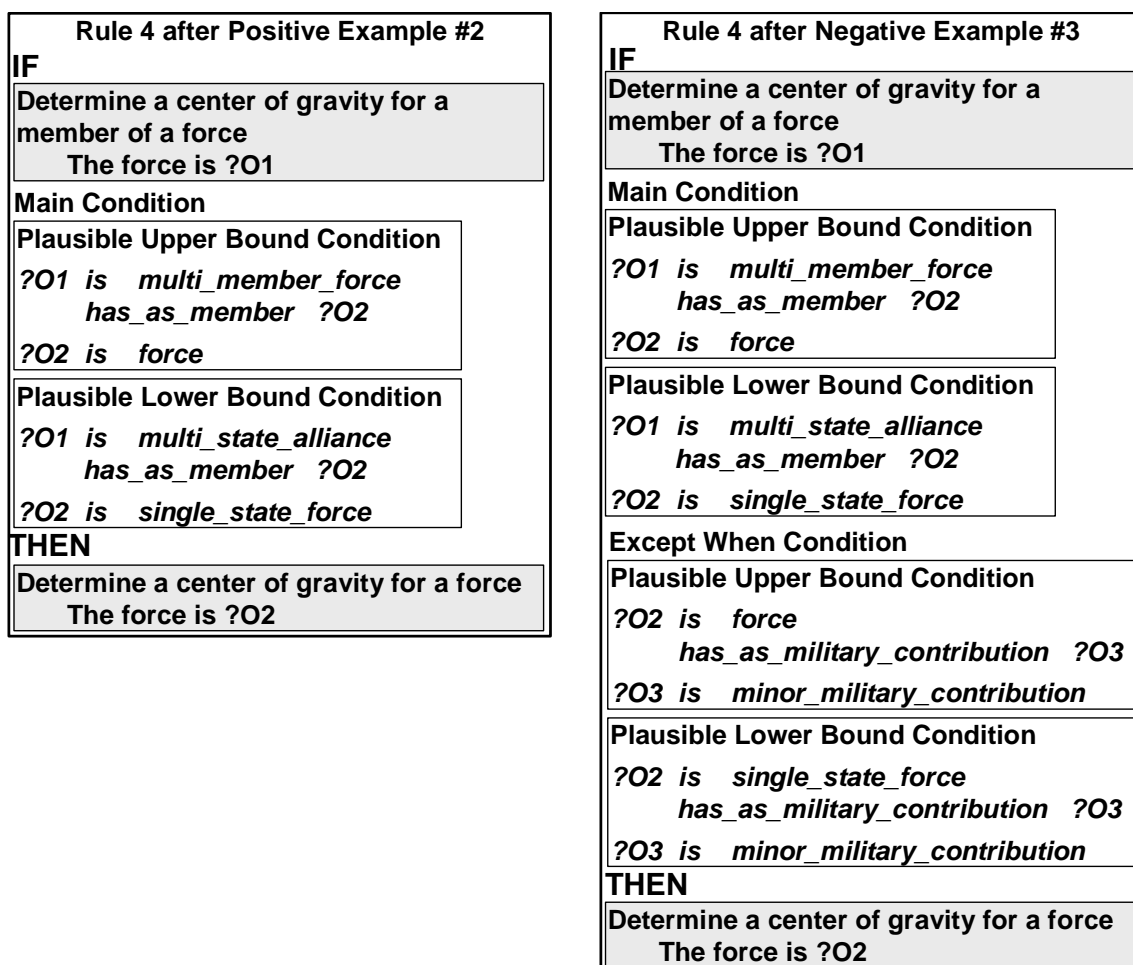 Rule 4 after Positive Example #2
IF
Determine a center of gravity for a
member of a force
The force is ?O1
Main Condition
Plausible Upper Bound Condition
?O1 is multi_member_force
has_as_member ?O2
?O2 is force
Plausible Lower Bound Condition
?O1 is multi_state_alliance
has_as_member ?O2
?O2 is single_state_force
THEN
Determine a center of gravity for a force
The force is ?O2
Rule 4 after Negative Example #3
IF
Determine a center of gravity for a
member of a force
The force is ?O1
Main Condition
Plausible Upper Bound Condition
?O1 is multi_member_force
has_as_member ?O2
?O2 is force
Plausible Lower Bound Condition
?O1 is multi_state_alliance
has_as_member ?O2
?O2 is single_state_force
Except When Condition
Plausible Upper Bound Condition
?O2 is force
has_as_military_contribution ?O3
?O3 is minor_military_contribution
Plausible Lower Bound Condition
?O2 is single_state_force
has_as_military_contribution ?O3
?O3 is minor_military_contribution
THEN
Determine a center of gravity for a force
The force is ?O2